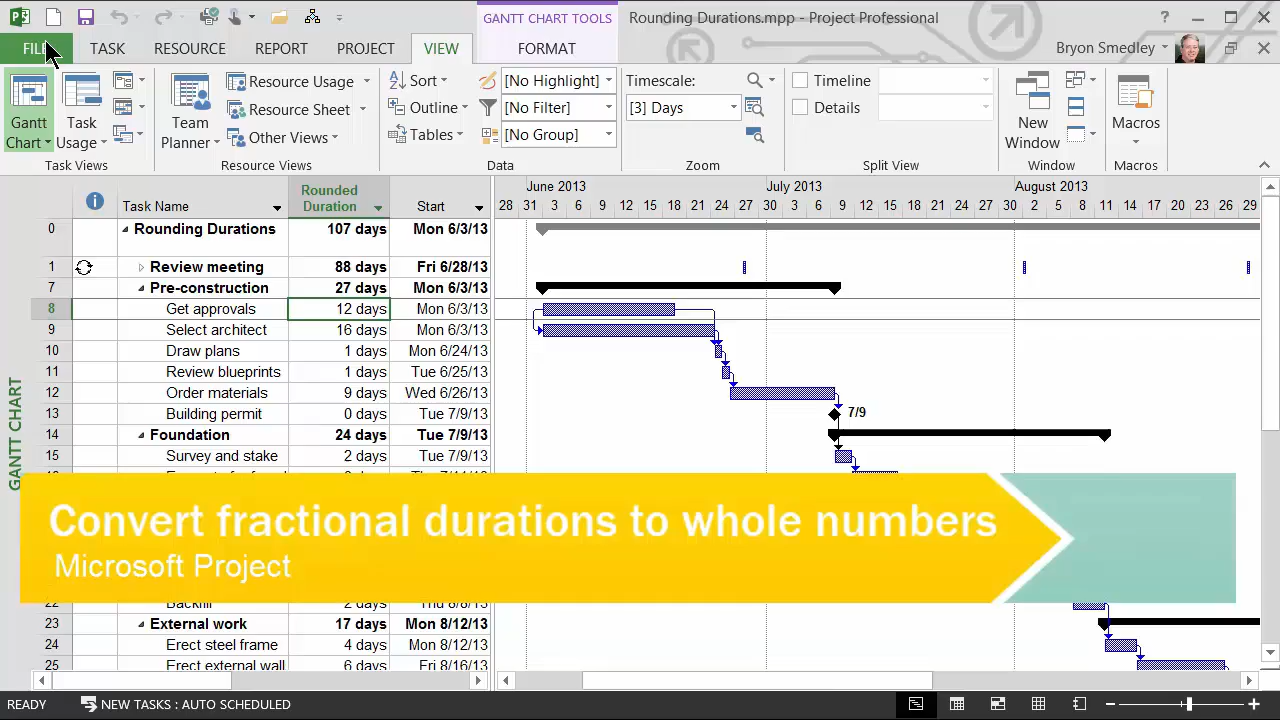 GANTT CHART TOOLS
Rounding Durations.mpp - Project Professional
FILE TASK RESOURCE REPORT PROJECT VIEW FORMAT
Bryon Smedley
Gantt Chart
Task Usage
Task Views
Team Planner
Resource Usage
Resource Sheet
Other Views
Resource Views
Sort
Outline
Tables
[No Highlight]
[No Filter]
[No Group]
Data
Timescale:
[3] Days
Zoom
Timeline
Details
Split View
New Window
Window
Macros
Macros
Task Name Rounded Duration Start
June 2013 July 2013 August 2013
28 31 3 6 9 12 15 18 21 24 27 30 3 6 9 12 15 18 21 24 27 30 2 5 8 11 14 17 20 23 26 29
0 Rounding Durations 107 days Mon 6/3/13
1 Review meeting 88 days Fri 6/28/13
7 Pre-construction 27 days Mon 6/3/13
8 Get approvals 12 days Mon 6/3/13
9 Select architect 16 days Mon 6/3/13
10 Draw plans 1 days Mon 6/24/13
11 Review blueprints 1 days Tue 6/25/13
12 Order materials 9 days Wed 6/26/13
13 Building permit 0 days Tue 7/9/13 7/9
14 Foundation 24 days Tue 7/9/13
15 Survey and stake 2 days Tue 7/9/13
GANTT CHART
Convert fractional durations to whole numbers
Microsoft Project
22 Backfill 2 days Thu 8/8/13
23 External work 17 days Mon 8/12/13
24 Erect steel frame 4 days Mon 8/12/13
25 Erect external wall 6 days Fri 8/16/13
READY NEW TASKS : AUTO SCHEDULED